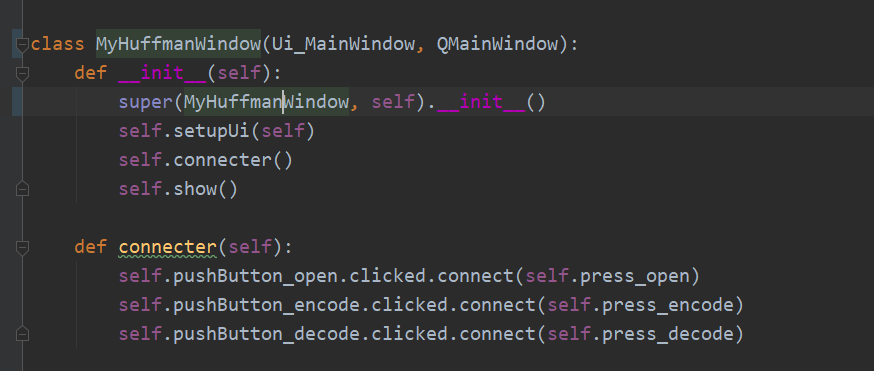 class MyHuffmanWindow(Ui_MainWindow, QMainWindow):
    def __init__(self):
        super(MyHuffmanWindow, self).__init__()
        self.setupUi(self)
        self.connecter()
        self.show()

    def connecter(self):
        self.pushButton_open.clicked.connect(self.press_open)
        self.pushButton_encode.clicked.connect(self.press_encode)
        self.pushButton_decode.clicked.connect(self.press_decode)